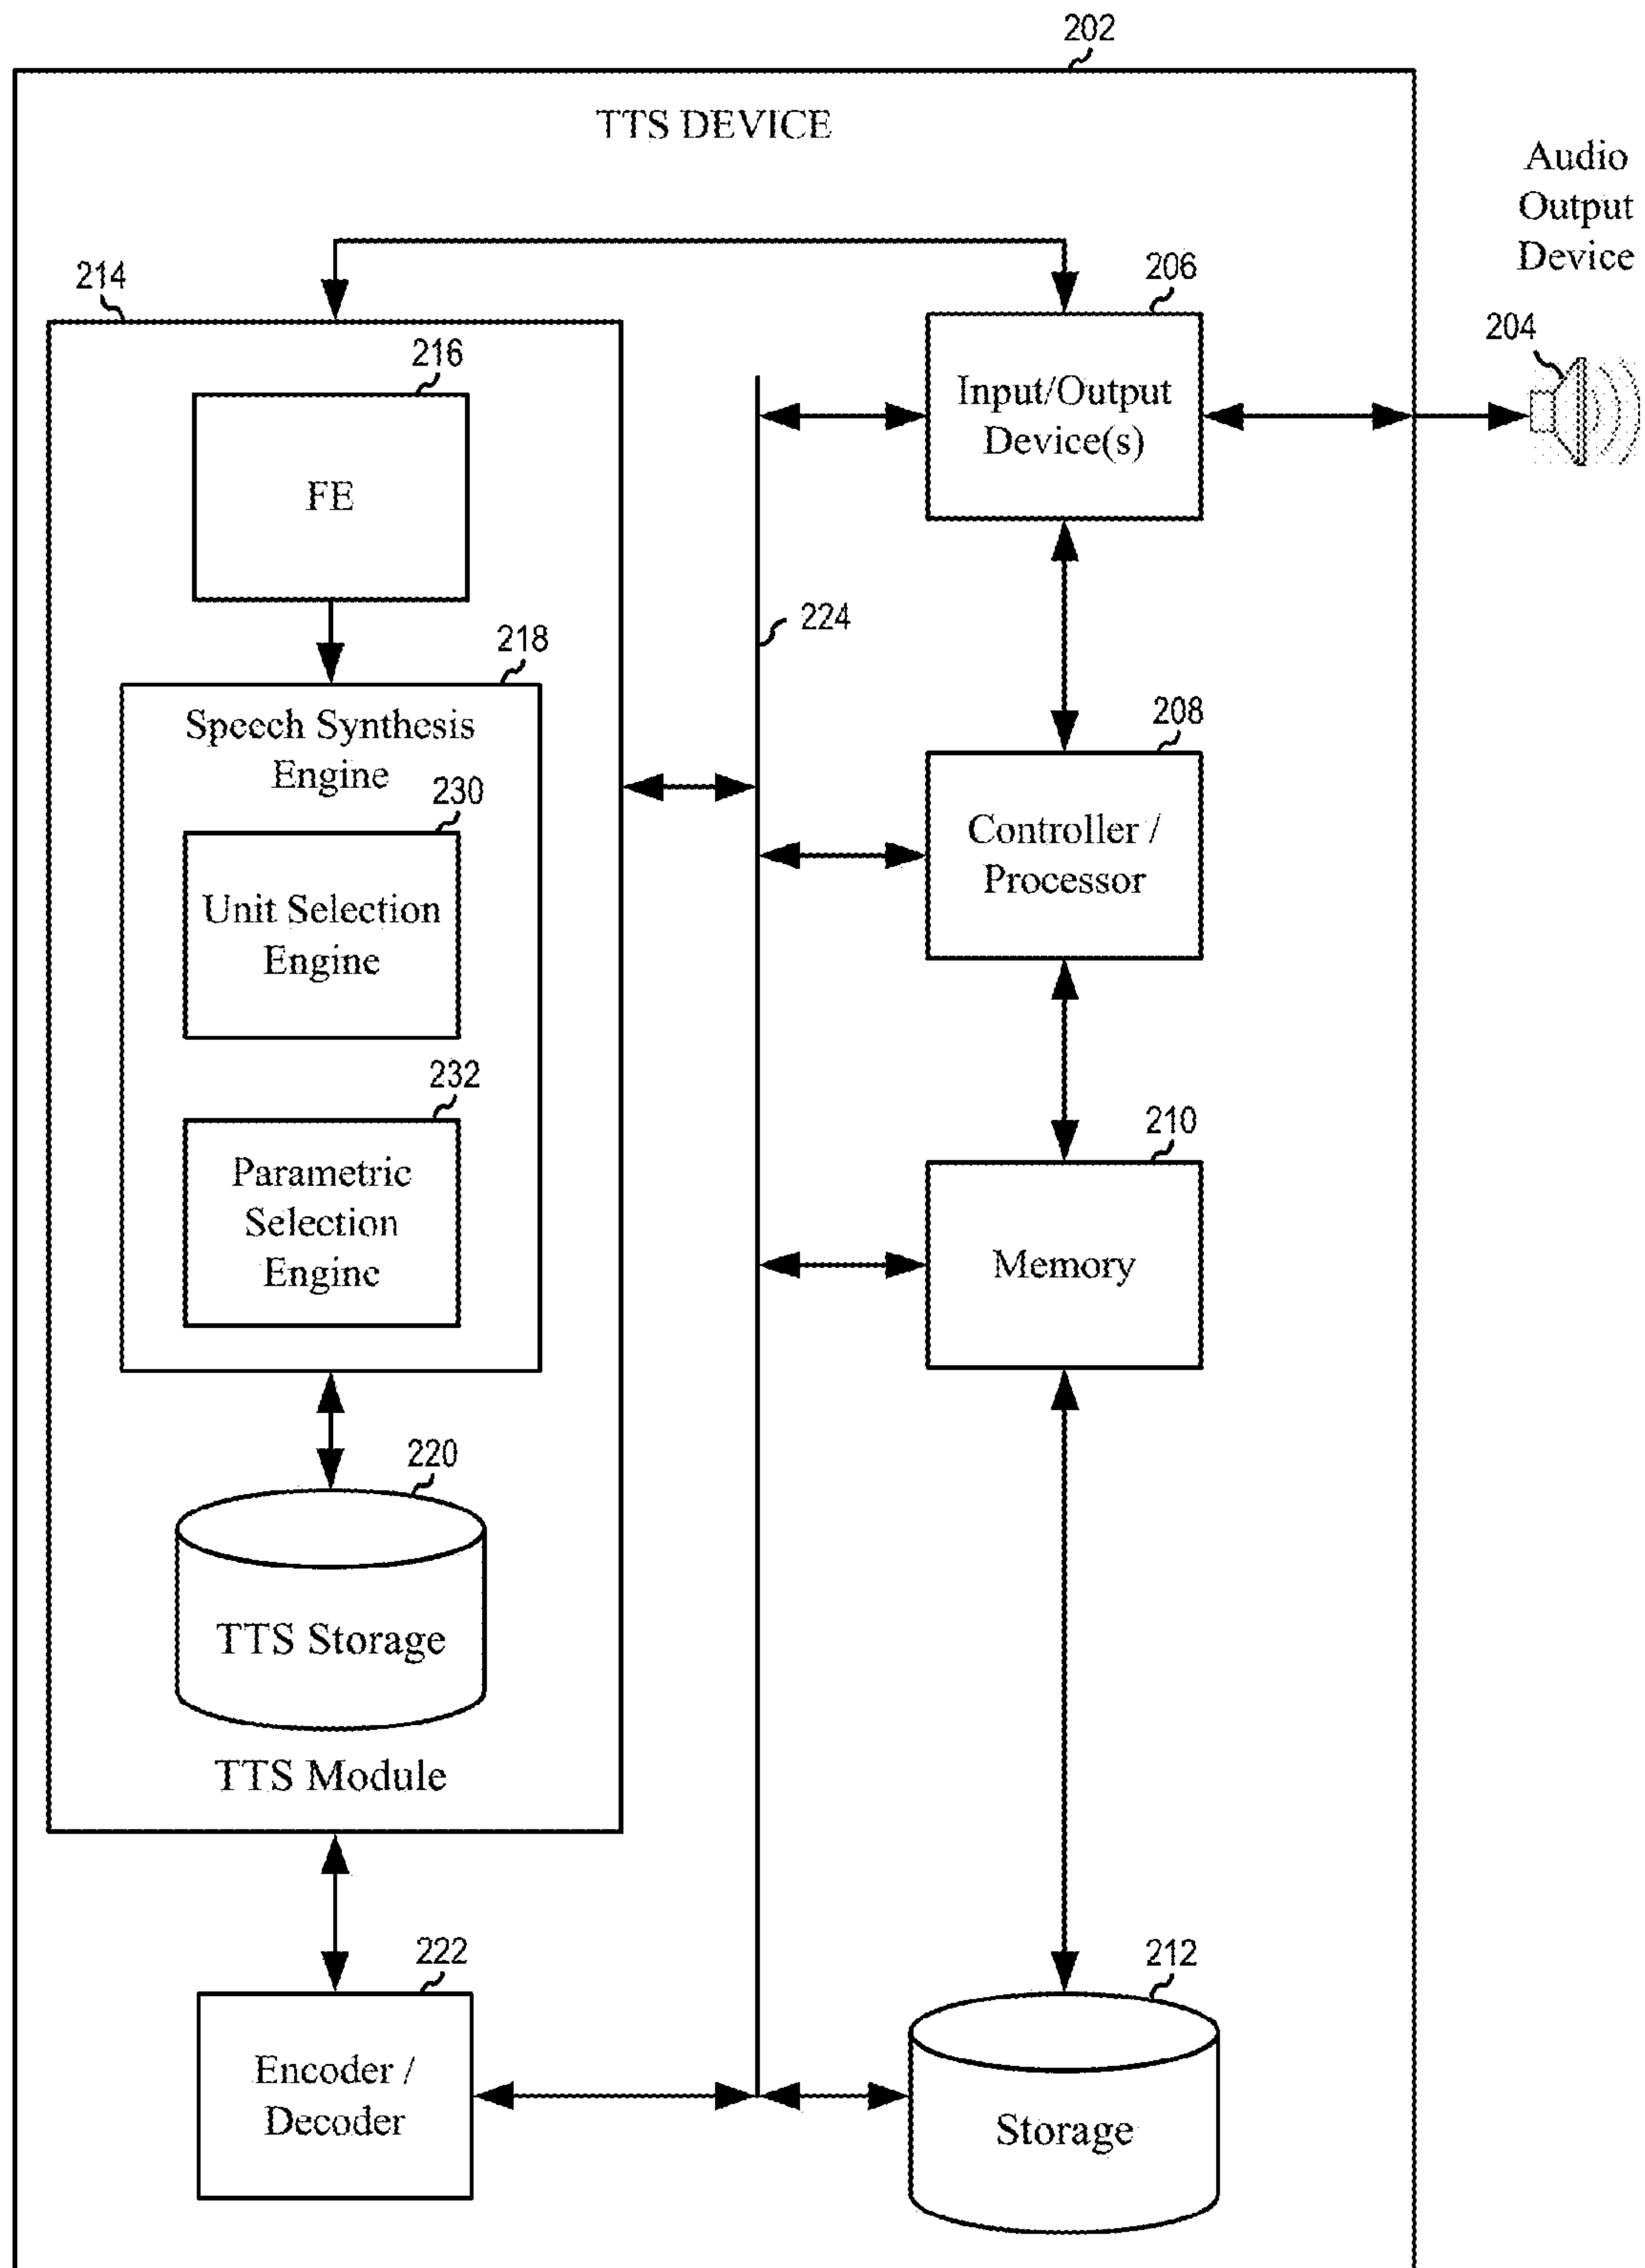 202
TTS DEVICE
Audio
Output
Device
214
206
204
216
Input/Output
Device(s)
FE
224
218
Speech Synthesis
Engine
208
230
Controller /
Processor
Unit Selection
Engine
232
210
Parametric
Selection
Engine
Memory
220
TTS Storage
TTS Module
222
212
Encoder /
Decoder
Storage